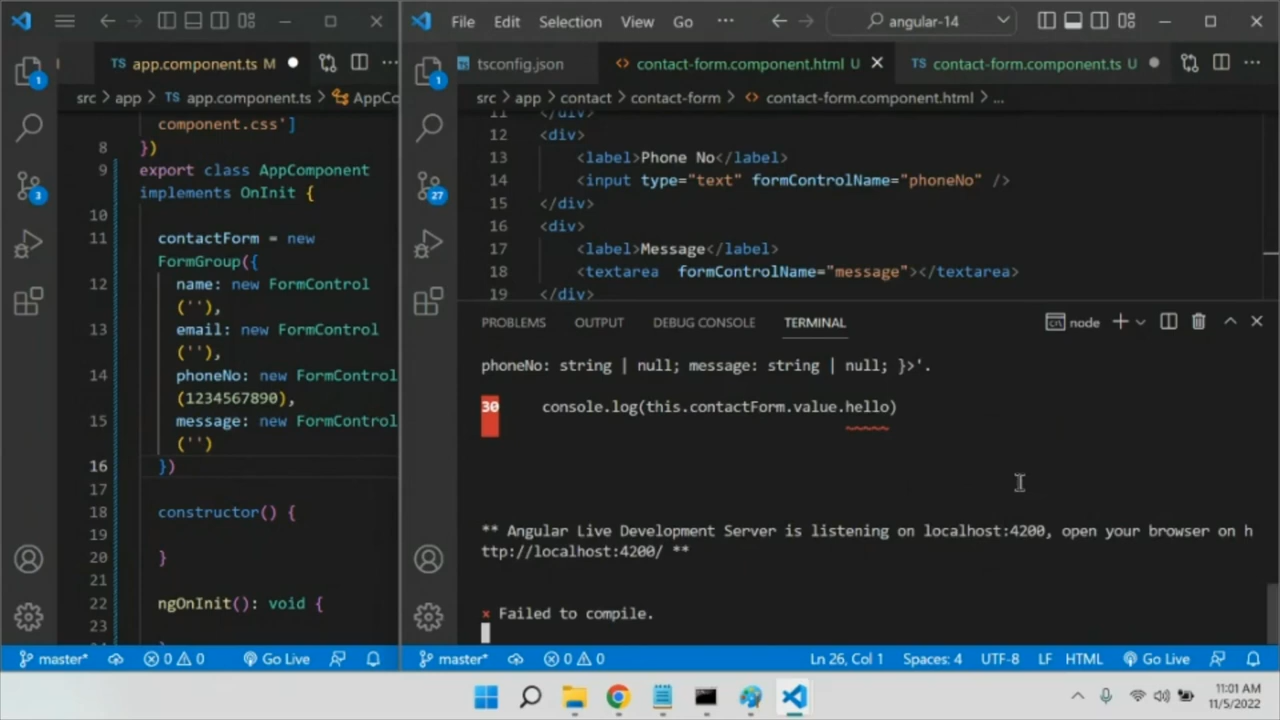 File Edit Selection View Go ··· angular-14
TS app.component.ts M
tsconfig.json
contact-form.component.html U
TS contact-form.component.ts U
src > app > TS app.component.ts > AppCo
src > app > contact > contact-form > contact-form.component.html > ...
component.css']
8 })
9 export class AppComponent
implements OnInit {
10
11 contactForm = new
FormGroup({
12 name: new FormControl
(''),
13 email: new FormControl
(''),
14 phoneNo: new FormControl
(1234567890),
15 message: new FormControl
('')
16 })
17
18 constructor() {
19
20 }
21
22 ngOnInit(): void {
23
11 </div>
12 <div>
13 <label>Phone No</label>
14 <input type="text" formControlName="phoneNo" />
15 </div>
16 <div>
17 <label>Message</label>
18 <textarea formControlName="message"></textarea>
19 </div>
PROBLEMS OUTPUT DEBUG CONSOLE TERMINAL node
phoneNo: string | null; message: string | null; }>'.
30 console.log(this.contactForm.value.hello)
** Angular Live Development Server is listening on localhost:4200, open your browser on h
ttp://localhost:4200/ **
× Failed to compile.
master* 0 0 Go Live
master* 0 0 Ln 26, Col 1 Spaces: 4 UTF-8 LF HTML Go Live
1
3
1
27
11:01 AM
11/5/2022